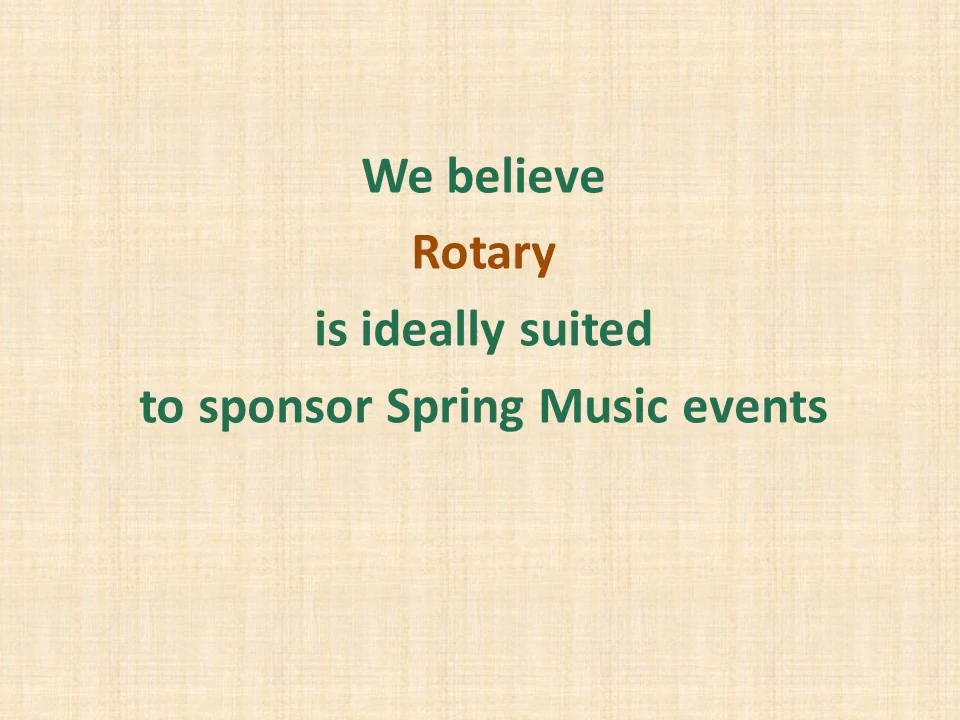 We believe
Rotary
is ideally suited
to sponsor Spring Music events